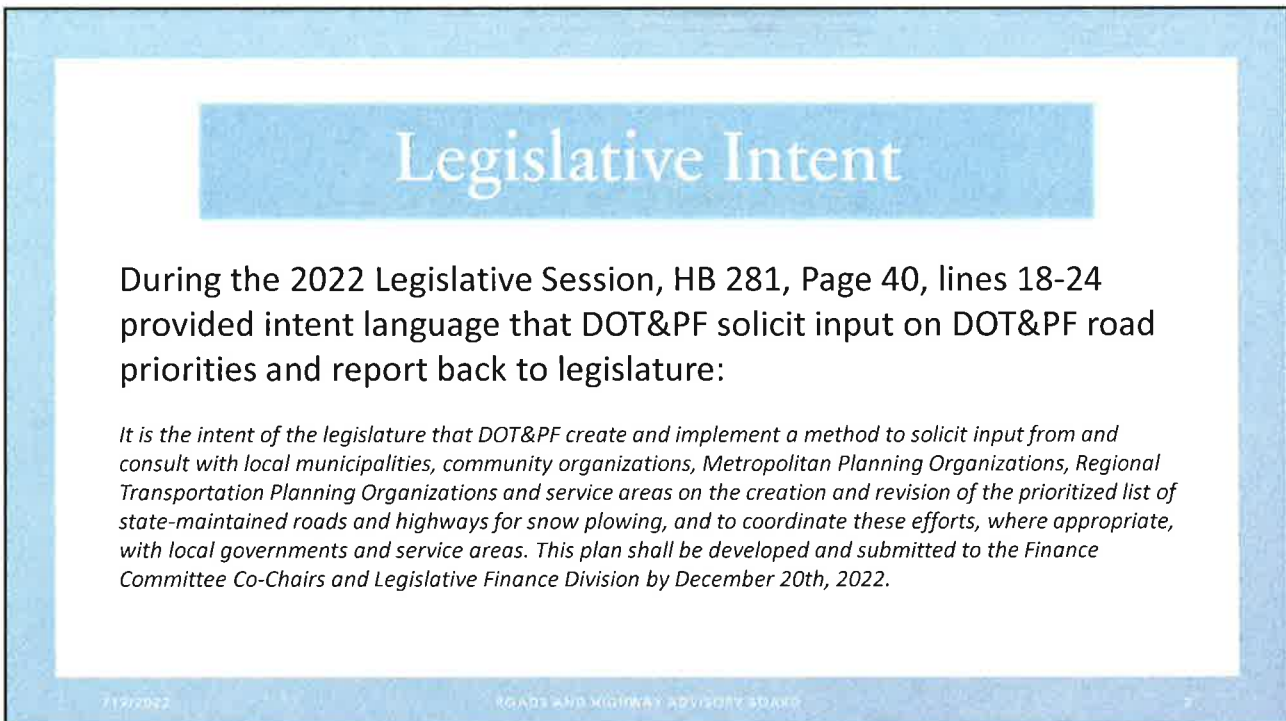 Legislative Intent
During the 2022 Legislative Session, HB 281, Page 40, lines 18-24
provided intent language that DOT&PF solicit input on DOT&PF road
priorities and report back to legislature:
It is the intent of the legislature that DOT&PF create and implement a method to solicit input from and
consult with local municipalities, community organizations, Metropolitan Planning Organizations, Regional
Transportation Planning Organizations and service areas on the creation and revision of the prioritized list of
state-maintained roads and highways for snow plowing, and to coordinate these efforts, where appropriate,
with local governments and service areas. This plan shall be developed and submitted to the Finance
Committee Co-Chairs and Legislative Finance Division by December 20th, 2022.
ROADS AND HIGHWAY ADVISORY BOARD